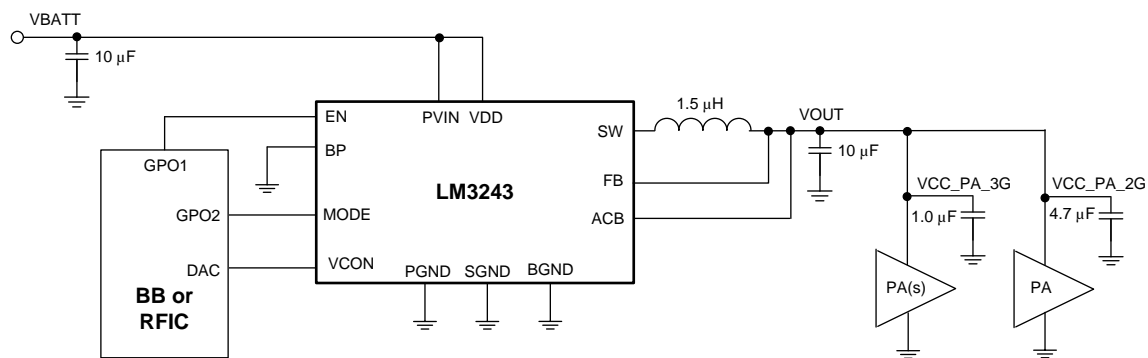 VBATT
10 μF
1.5 μH
EN
PVIN VDD
SW
VOUT
GPO1
BP
10 μF
LM3243
FB
VCC_PA_3G
VCC_PA_2G
GPO2
MODE
ACB
1.0 μF
4.7 μF
DAC
VCON
PGND SGND BGND
PA(s)
PA
BB or
RFIC